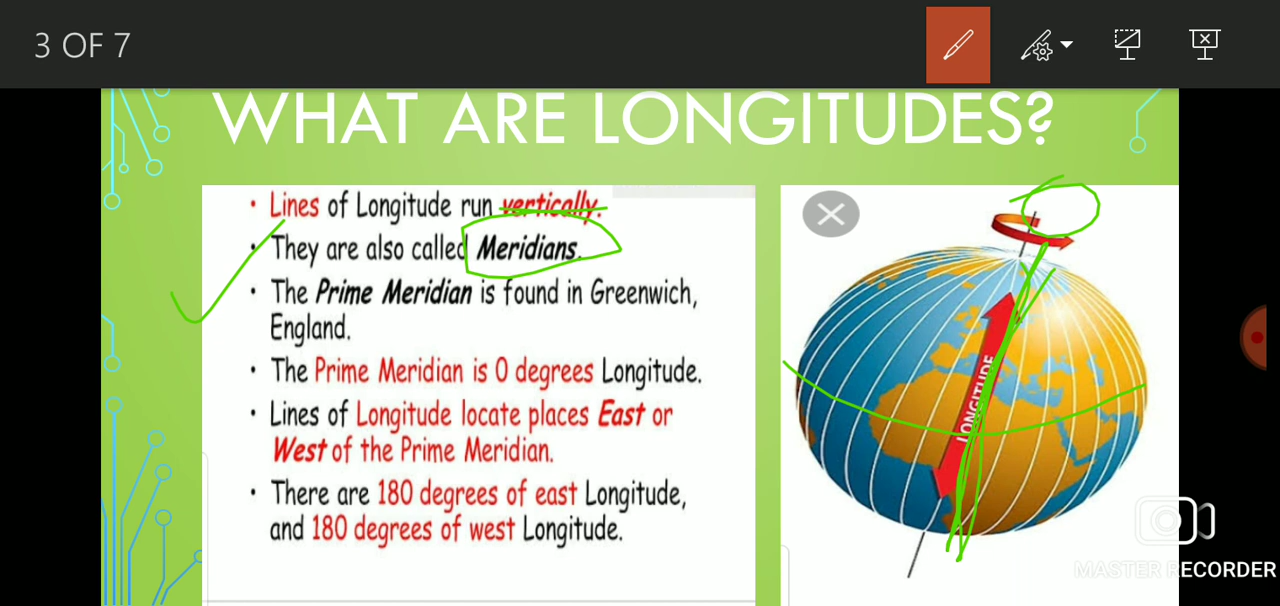 3 OF 7
WHAT ARE LONGITUDES?
• Lines of Longitude run vertically.
• They are also called Meridians.
• The Prime Meridian is found in Greenwich,
England.
• The Prime Meridian is 0 degrees Longitude.
• Lines of Longitude locate places East or
West of the Prime Meridian.
• There are 180 degrees of east Longitude,
and 180 degrees of west Longitude.
LONGITUDE
MASTER RECORDER